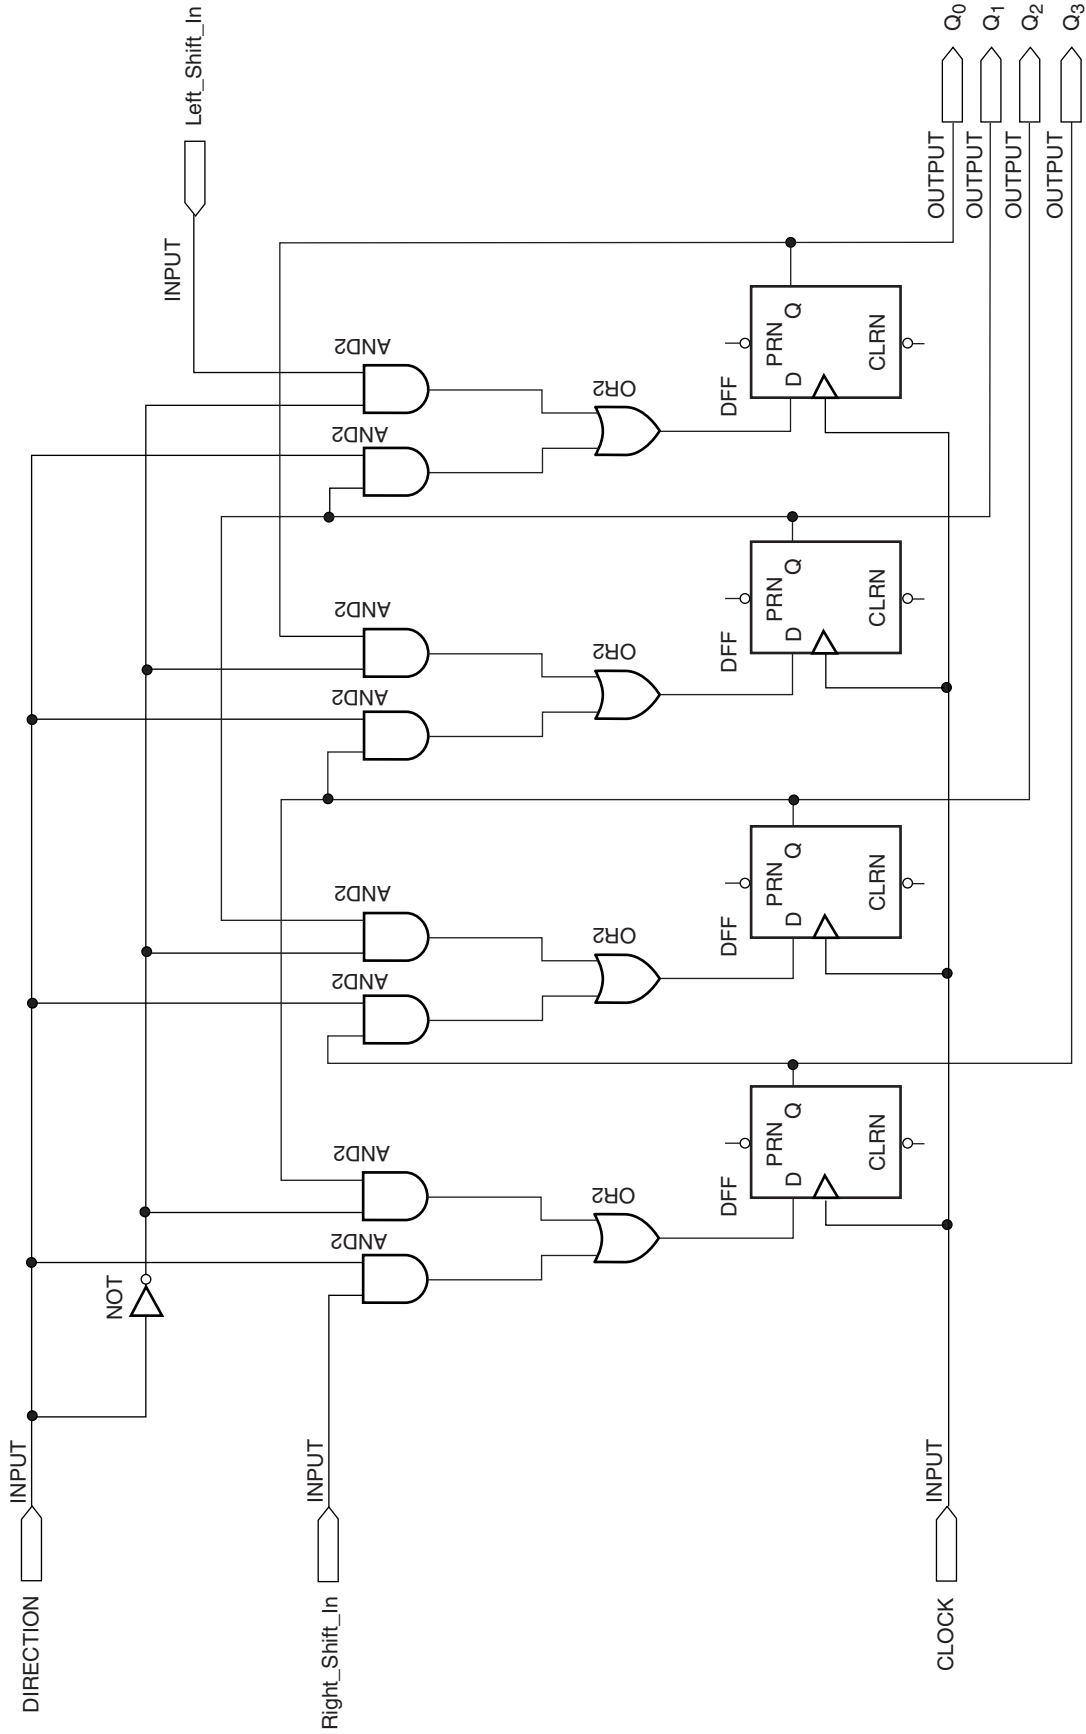 DIRECTION
INPUT
NOT
INPUT
Left_Shift_In
Right_Shift_In
INPUT
AND2
AND2
AND2
AND2
AND2
AND2
AND2
AND2
OR2
OR2
OR2
OR2
DFF
DFF
DFF
DFF
PRN
PRN
PRN
PRN
D Q
D Q
D Q
D Q
CLRN
CLRN
CLRN
CLRN
CLOCK
INPUT
OUTPUT Q₀
OUTPUT Q₁
OUTPUT Q₂
OUTPUT Q₃